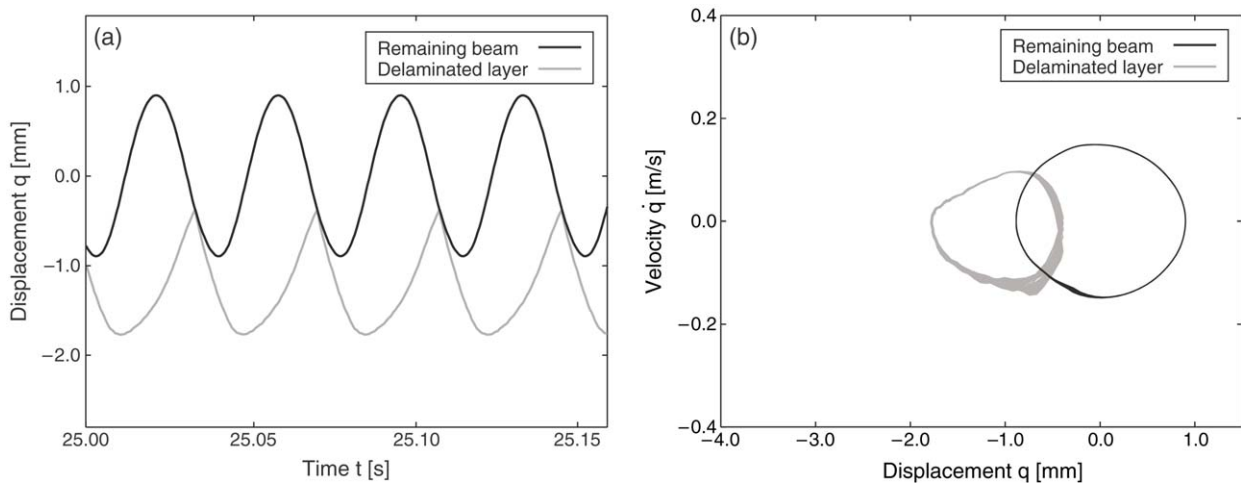 (a)
Remaining beam
Delaminated layer
Displacement q [mm]
1.0
0.0
−1.0
−2.0
25.00
25.05
25.10
25.15
Time t [s]
(b)
Remaining beam
Delaminated layer
Velocity q̇ [m/s]
0.4
0.2
0.0
−0.2
−0.4
−4.0
−3.0
−2.0
−1.0
0.0
1.0
Displacement q [mm]